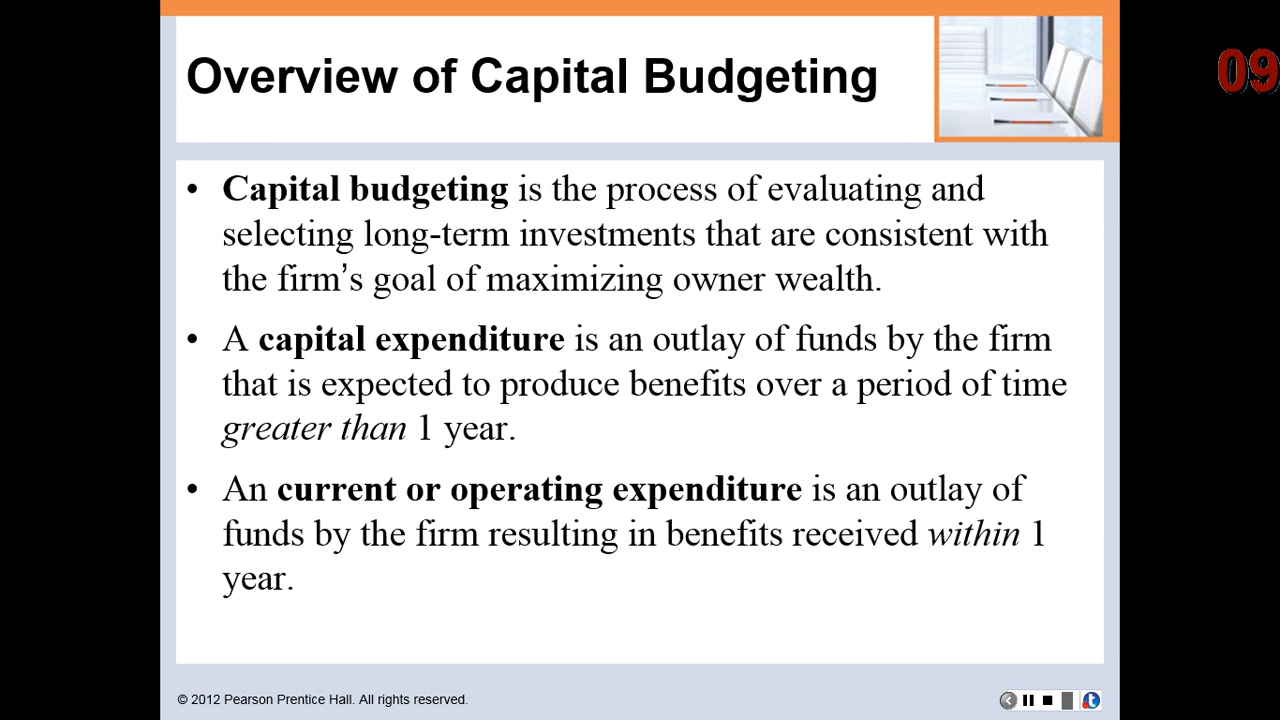 Overview of Capital Budgeting
09
• Capital budgeting is the process of evaluating and
selecting long-term investments that are consistent with
the firm’s goal of maximizing owner wealth.
• A capital expenditure is an outlay of funds by the firm
that is expected to produce benefits over a period of time
greater than 1 year.
• An current or operating expenditure is an outlay of
funds by the firm resulting in benefits received within 1
year.
© 2012 Pearson Prentice Hall. All rights reserved.
t